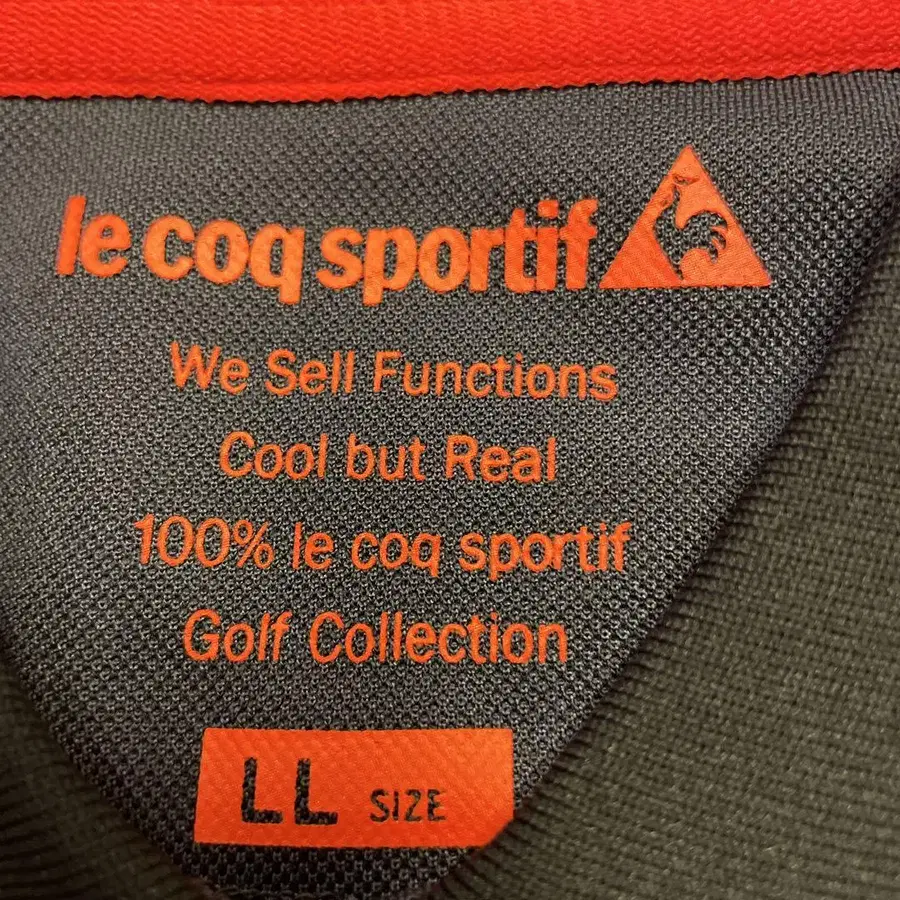 le coq sportif
We Sell Functions
Cool but Real
100% le coq sportif
Golf Collection
LL SIZE